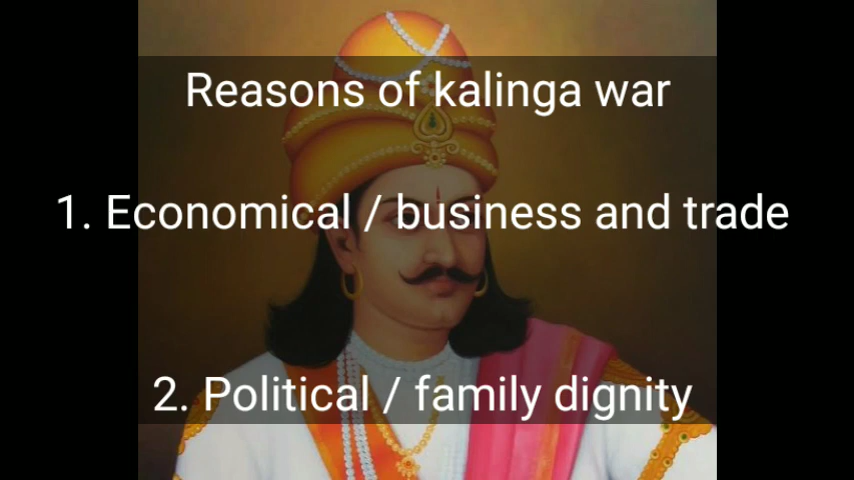 Reasons of kalinga war
1. Economical / business and trade
2. Political / family dignity